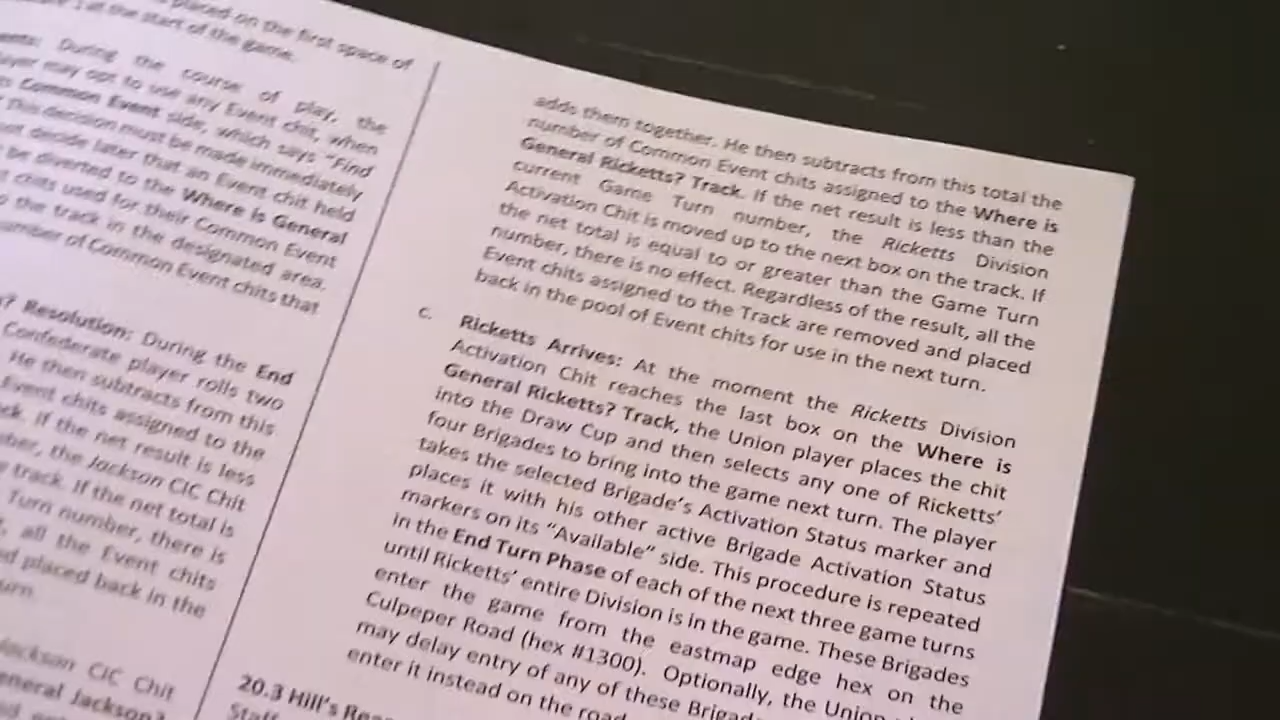 placed on the first space of
at the start of the game.
During the course of play, the
may opt to use any Event chit, when
Common Event side, which says "Find
This decision must be made immediately
decide later that an Event chit held
be diverted to the Where is General
chits used for their Common Event
the track in the designated area.
number of Common Event chits that
? Resolution: During the End
Confederate player rolls two
He then subtracts from this
Event chits assigned to the
If the net result is less
the Jackson CIC Chit
track. If the net total is
Turn number, there is
all the Event chits
placed back in the
Jackson CIC Chit
General Jackson?
adds them together. He then subtracts from this total the
number of Common Event chits assigned to the Where is
General Ricketts? Track. If the net result is less than the
current Game Turn number, the Ricketts Division
Activation Chit is moved up to the next box on the track. If
the net total is equal to or greater than the Game Turn
number, there is no effect. Regardless of the result, all the
Event chits assigned to the Track are removed and placed
back in the pool of Event chits for use in the next turn.
c. Ricketts Arrives: At the moment the Ricketts Division
Activation Chit reaches the last box on the Where is
General Ricketts? Track, the Union player places the chit
into the Draw Cup and then selects any one of Ricketts'
four Brigades to bring into the game next turn. The player
takes the selected Brigade's Activation Status marker and
places it with his other active Brigade Activation Status
markers on its "Available" side. This procedure is repeated
in the End Turn Phase of each of the next three game turns
until Ricketts' entire Division is in the game. These Brigades
enter the game from the eastmap edge hex on the
Culpeper Road (hex #1300). Optionally, the Union
may delay entry of any of these
enter it instead on the road
20.3 Hill's